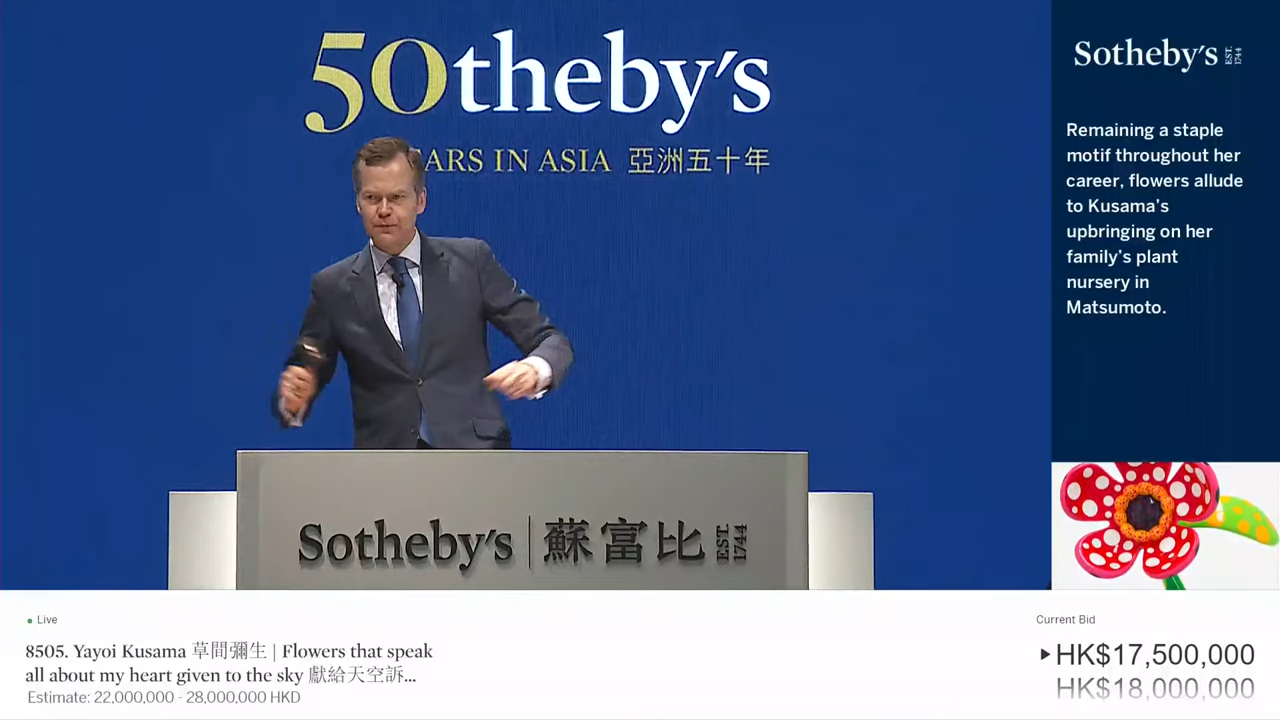 50theby's
ARS IN ASIA 亞洲五十年
Sotheby's EST. 1744
Remaining a staple
motif throughout her
career, flowers allude
to Kusama's
upbringing on her
family's plant
nursery in
Matsumoto.
Sotheby's | 蘇富比 EST. 1744
Live
8505. Yayoi Kusama 草間彌生 | Flowers that speak
all about my heart given to the sky 獻給天空訴...
Estimate: 22,000,000 - 28,000,000 HKD
Current Bid
HK$17,500,000
HK$18,000,000